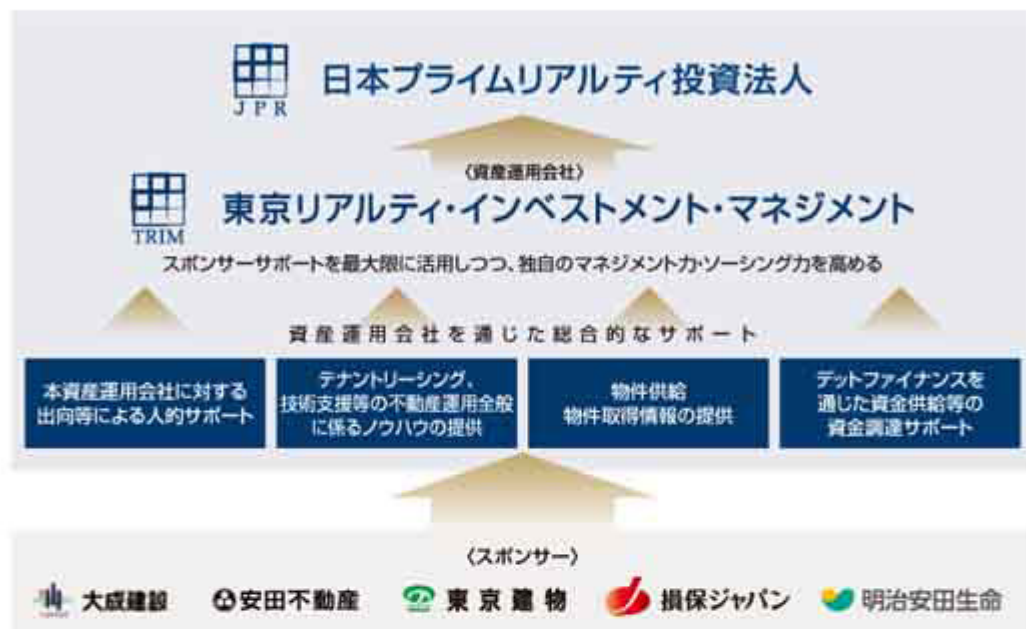 日本プライムリアルティ投資法人
JPR
〈資産運用会社〉
東京リアルティ・インベストメント・マネジメント
TRIM
スポンサーサポートを最大限に活用しつつ、独自のマネジメント力・ソーシング力を高める
資産運用会社を通じた総合的なサポート
本資産運用会社に対する
出向等による人的サポート
テナントリーシング、
技術支援等の不動産運用全般
に係るノウハウの提供
物件供給
物件取得情報の提供
デットファイナンスを
通じた資金供給等の
資金調達サポート
〈スポンサー〉
大成建設
安田不動産
東京建物
損保ジャパン
明治安田生命